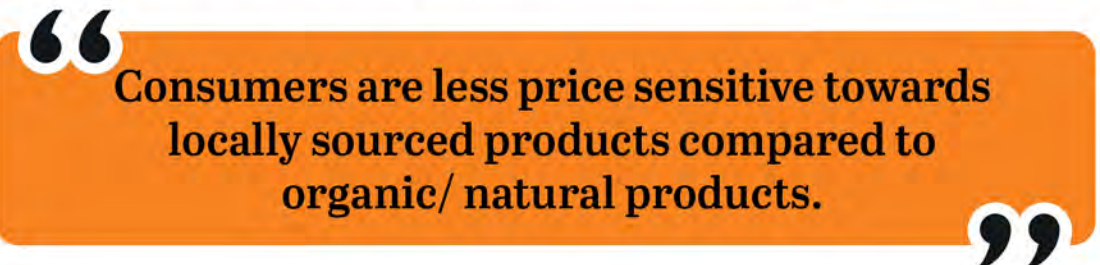 “
Consumers are less price sensitive towards
locally sourced products compared to
organic/ natural products.
”